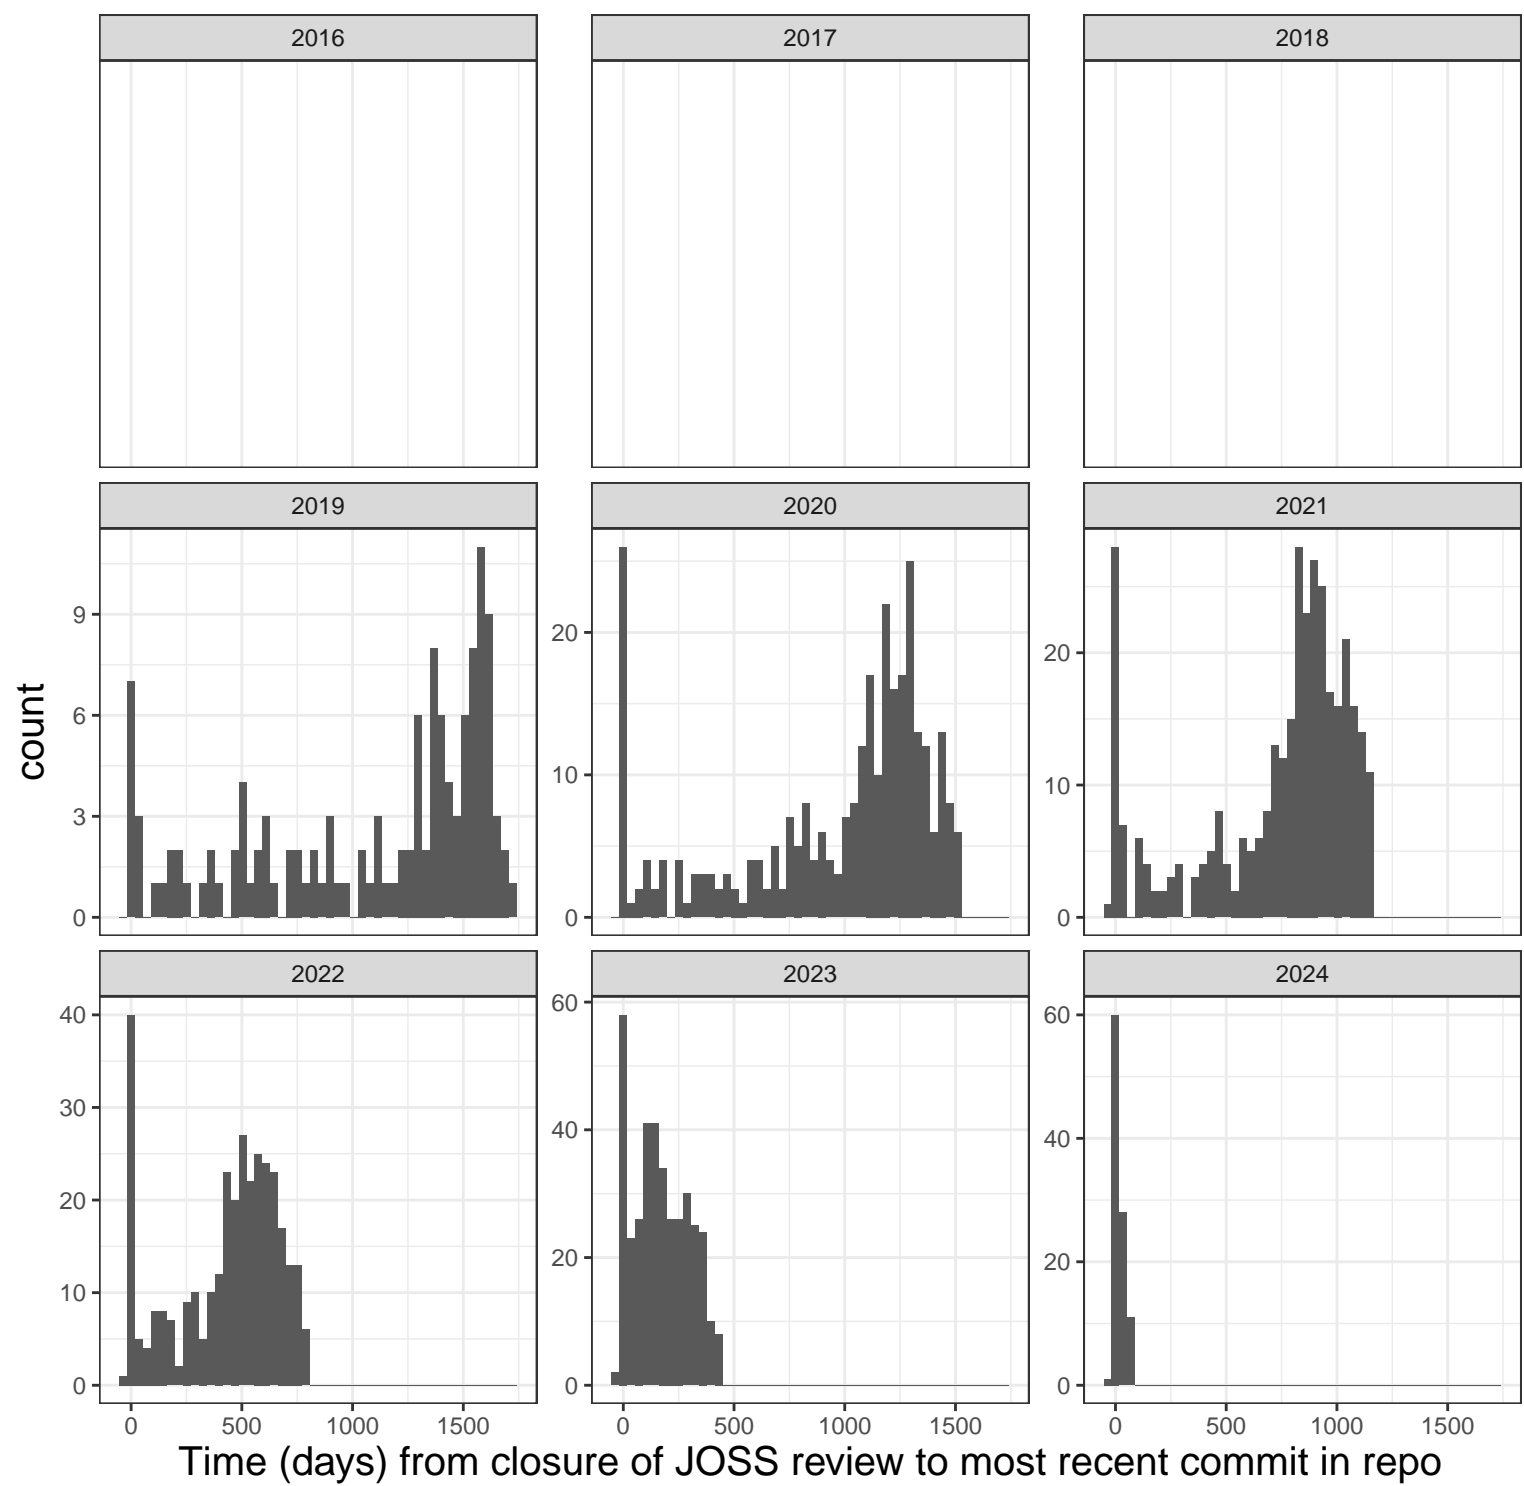 2016 2017 2018
2019 2020 2021
9 20 20
6 10 10
3 0 0
0
count
2022 2023 2024
40 60 60
30 40 40
20 20 20
10 0 0
0
0 500 1000 1500 0 500 1000 1500 0 500 1000 1500
Time (days) from closure of JOSS review to most recent commit in repo